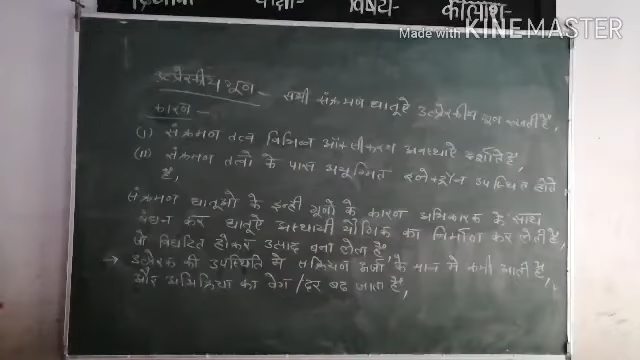 दिनांक कक्षा- विषय- कालांश-
Made with KINEMASTER
उत्प्रेरकीय गुण - सभी संक्रमण धातुऐं उत्प्रेरकीय गुण रखती है,
कारण -
(I) संक्रमण तत्व विभिन्न ऑक्सीकरण अवस्थाऐं दर्शाते है,
(II) संक्रमण तत्वो के पास अयुग्मित इलेक्ट्रॉन उपस्थित होते
है,
संक्रमण धातुओ के इन्ही गुणों के कारण अभिकारक के साथ
बंधन कर धातुऐ अस्थायी यौगिक का निर्माण कर लेती है,
जो विघटित होकर उत्पाद बना लेता है
→ उत्प्रेरक की उपस्थिति मे सक्रियण ऊर्जा के मान मे कमी आती है,
और अभिक्रिया का वेग/दर बढ जाता है,